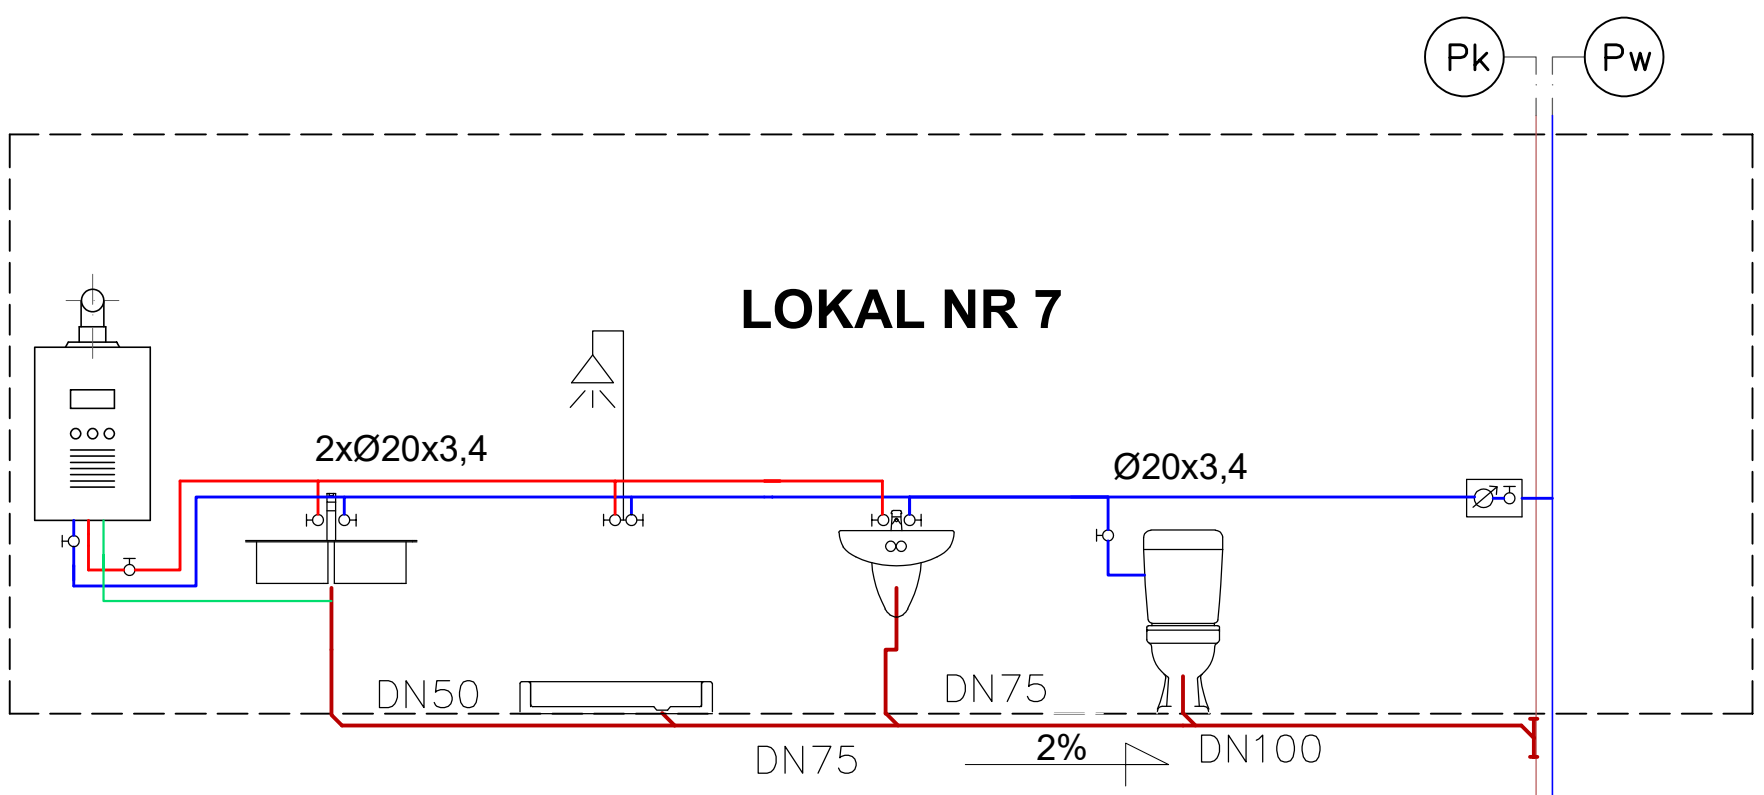 Pk
Pw
LOKAL NR 7
2xØ20x3,4
Ø20x3,4
DN50
DN75
DN75
2%
DN100